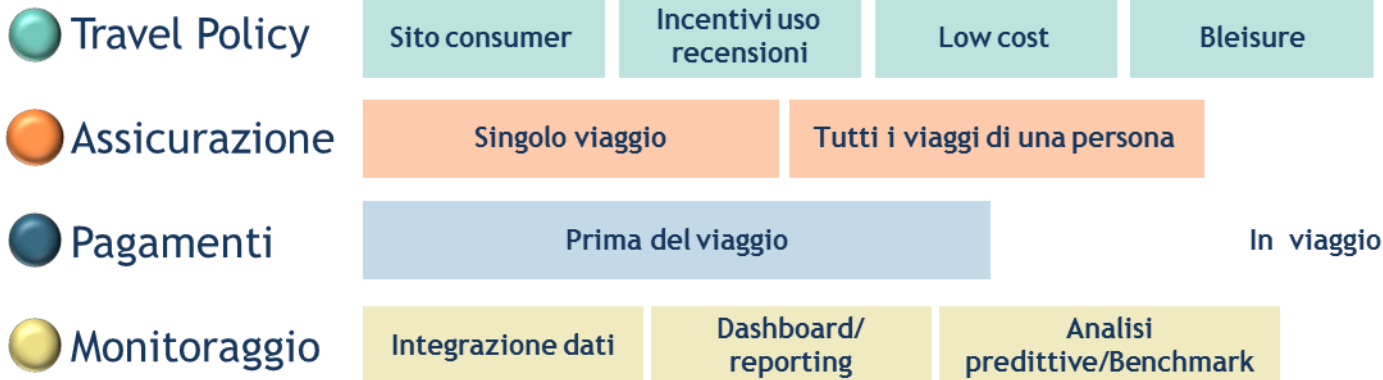 Travel Policy
Sito consumer
Incentivi uso
recensioni
Low cost
Bleisure
Assicurazione
Singolo viaggio
Tutti i viaggi di una persona
Pagamenti
Prima del viaggio
In viaggio
Monitoraggio
Integrazione dati
Dashboard/
reporting
Analisi
predittive/Benchmark